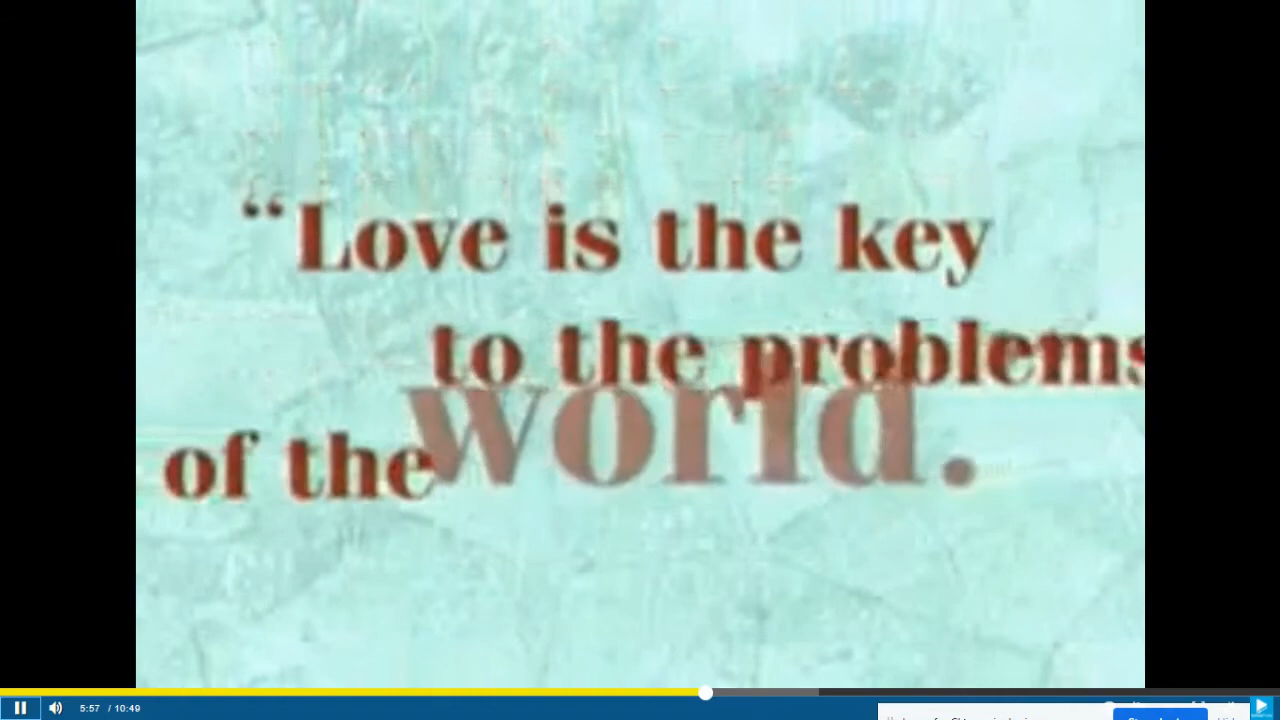 “Love is the key
to the problems
of the world.
5:57 / 10:49